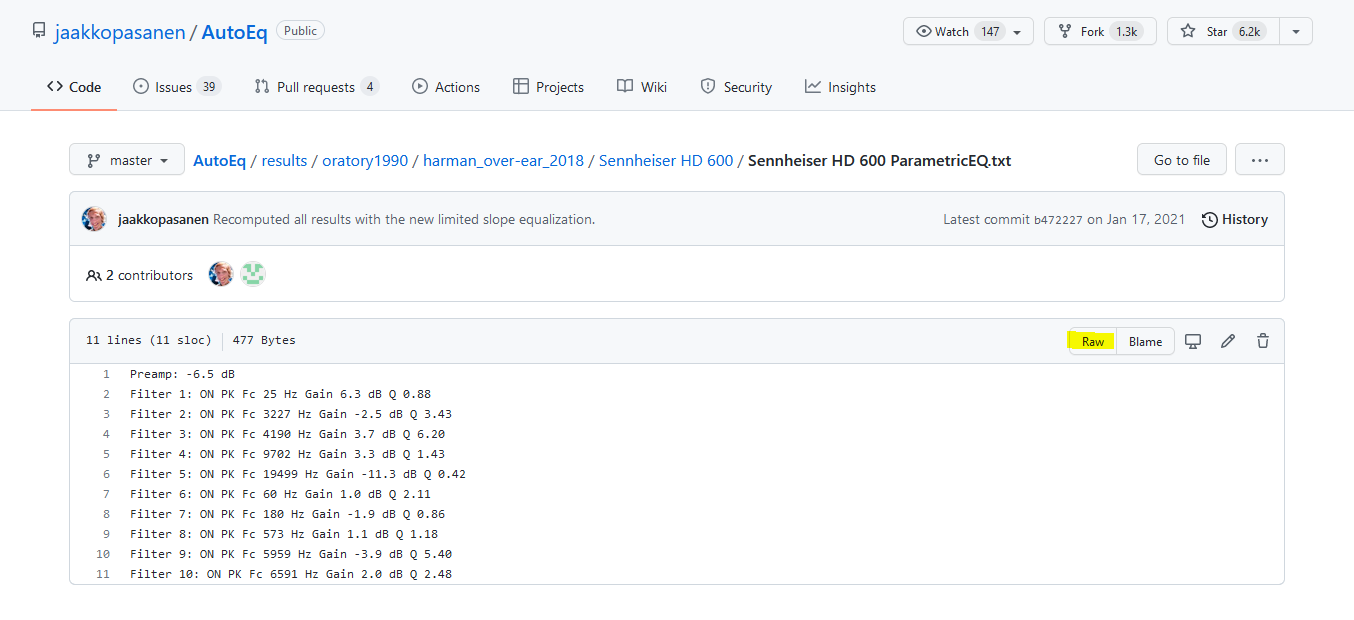 jaakkopasanen / AutoEq Public
Watch 147 Fork 1.3k Star 6.2k
Code Issues 39 Pull requests 4 Actions Projects Wiki Security Insights
master AutoEq / results / oratory1990 / harman_over-ear_2018 / Sennheiser HD 600 / Sennheiser HD 600 ParametricEQ.txt Go to file ...
jaakkopasanen Recomputed all results with the new limited slope equalization. Latest commit b472227 on Jan 17, 2021 History
2 contributors
11 lines (11 sloc) 477 Bytes Raw Blame
1 Preamp: -6.5 dB
2 Filter 1: ON PK Fc 25 Hz Gain 6.3 dB Q 0.88
3 Filter 2: ON PK Fc 3227 Hz Gain -2.5 dB Q 3.43
4 Filter 3: ON PK Fc 4190 Hz Gain 3.7 dB Q 6.20
5 Filter 4: ON PK Fc 9702 Hz Gain 3.3 dB Q 1.43
6 Filter 5: ON PK Fc 19499 Hz Gain -11.3 dB Q 0.42
7 Filter 6: ON PK Fc 60 Hz Gain 1.0 dB Q 2.11
8 Filter 7: ON PK Fc 180 Hz Gain -1.9 dB Q 0.86
9 Filter 8: ON PK Fc 573 Hz Gain 1.1 dB Q 1.18
10 Filter 9: ON PK Fc 5959 Hz Gain -3.9 dB Q 5.40
11 Filter 10: ON PK Fc 6591 Hz Gain 2.0 dB Q 2.48